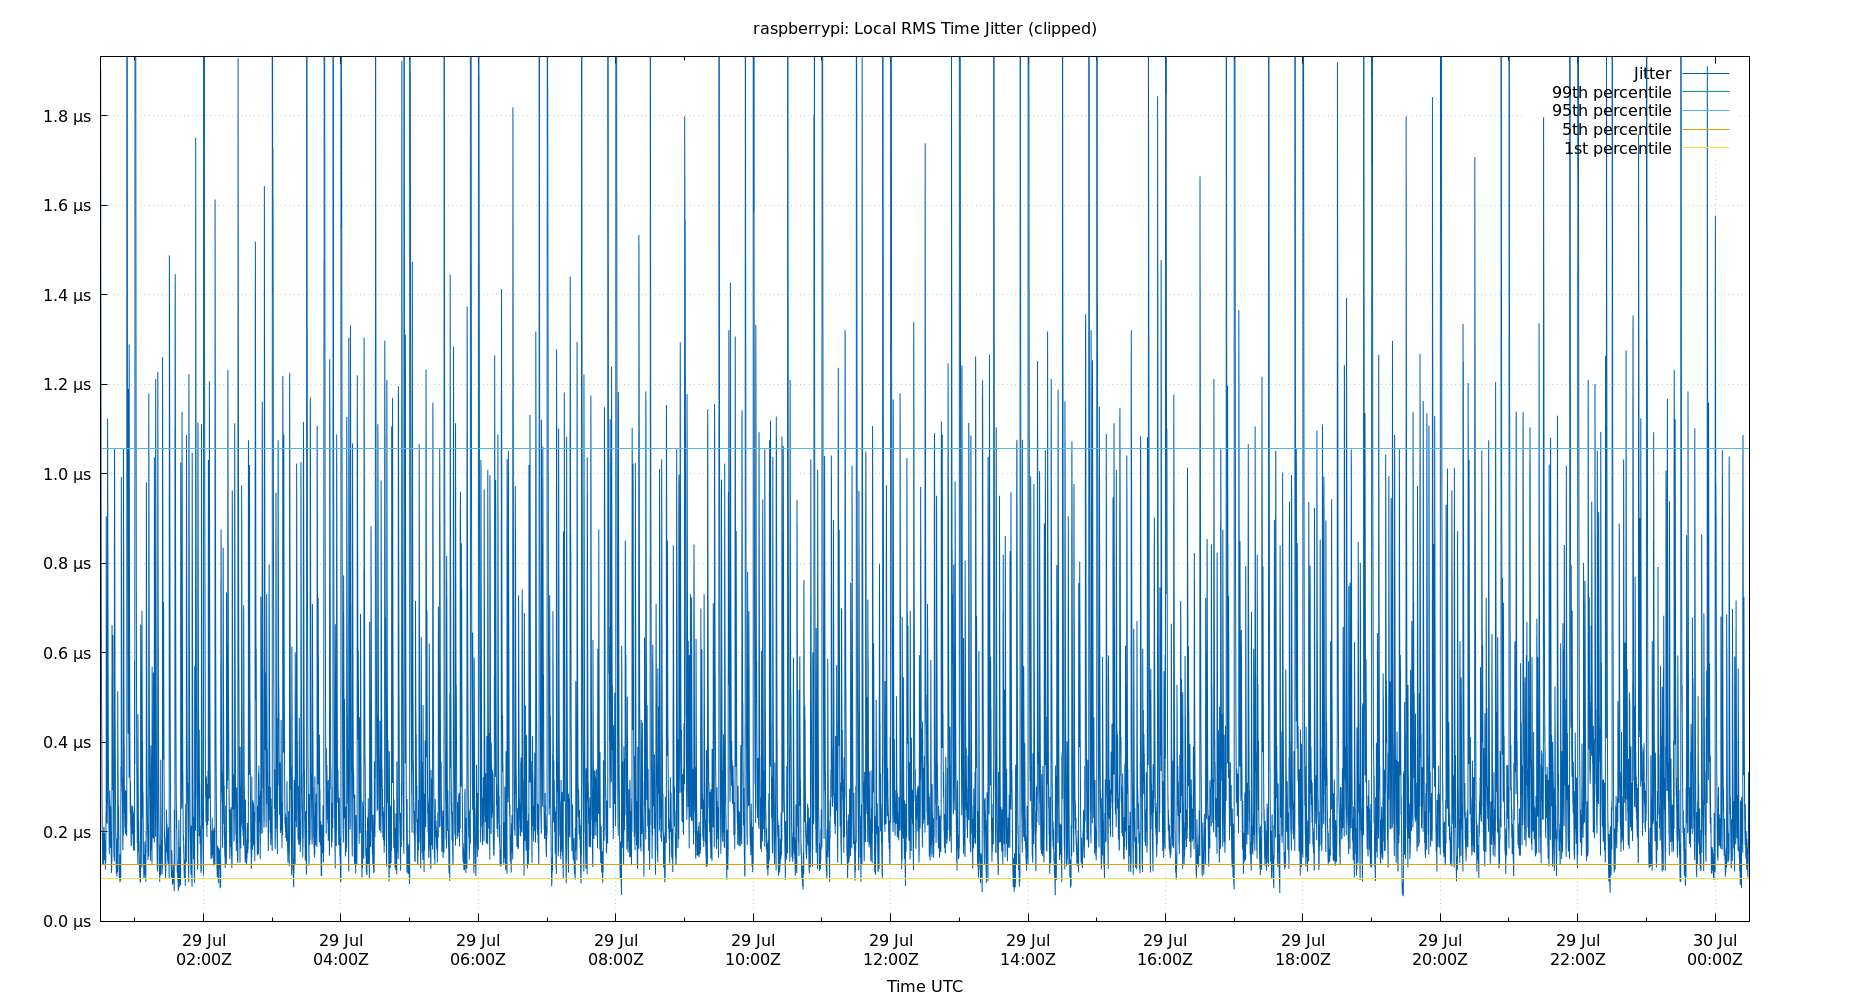 raspberrypi: Local RMS Time Jitter (clipped)
Jitter
99th percentile
95th percentile
5th percentile
1st percentile
1.8 µs
1.6 µs
1.4 µs
1.2 µs
1.0 µs
0.8 µs
0.6 µs
0.4 µs
0.2 µs
0.0 µs
29 Jul 29 Jul 29 Jul 29 Jul 29 Jul 29 Jul 29 Jul 29 Jul 29 Jul 29 Jul 29 Jul 30 Jul
02:00Z 04:00Z 06:00Z 08:00Z 10:00Z 12:00Z 14:00Z 16:00Z 18:00Z 20:00Z 22:00Z 00:00Z
Time UTC